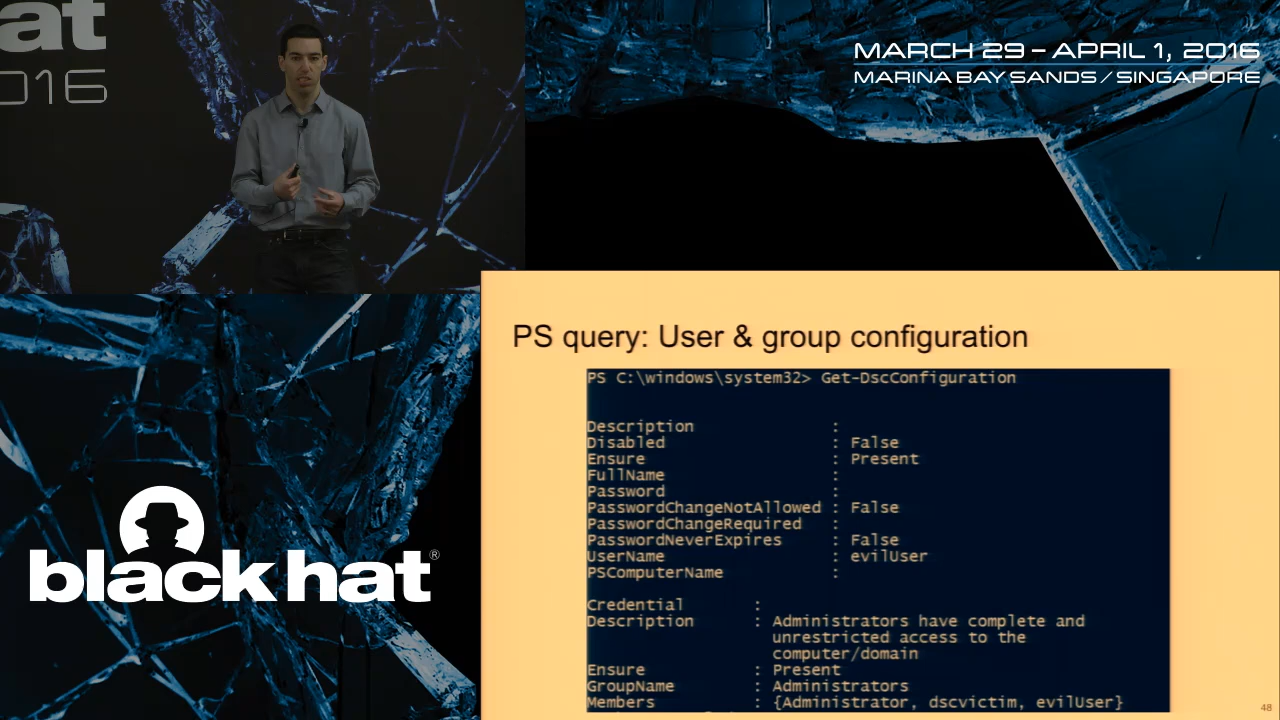 at
2016
MARCH 29 - APRIL 1, 2016
MARINA BAY SANDS / SINGAPORE
PS query: User & group configuration
PS C:\windows\system32> Get-DscConfiguration
Description :
Disabled : False
Ensure : Present
FullName :
Password :
PasswordChangeNotAllowed : False
PasswordChangeRequired :
PasswordNeverExpires : False
UserName : evilUser
PSComputerName :
Credential :
Description : Administrators have complete and
unrestricted access to the
computer/domain
Ensure : Present
GroupName : Administrators
Members : {Administrator, dscvictim, evilUser}
black hat®
48